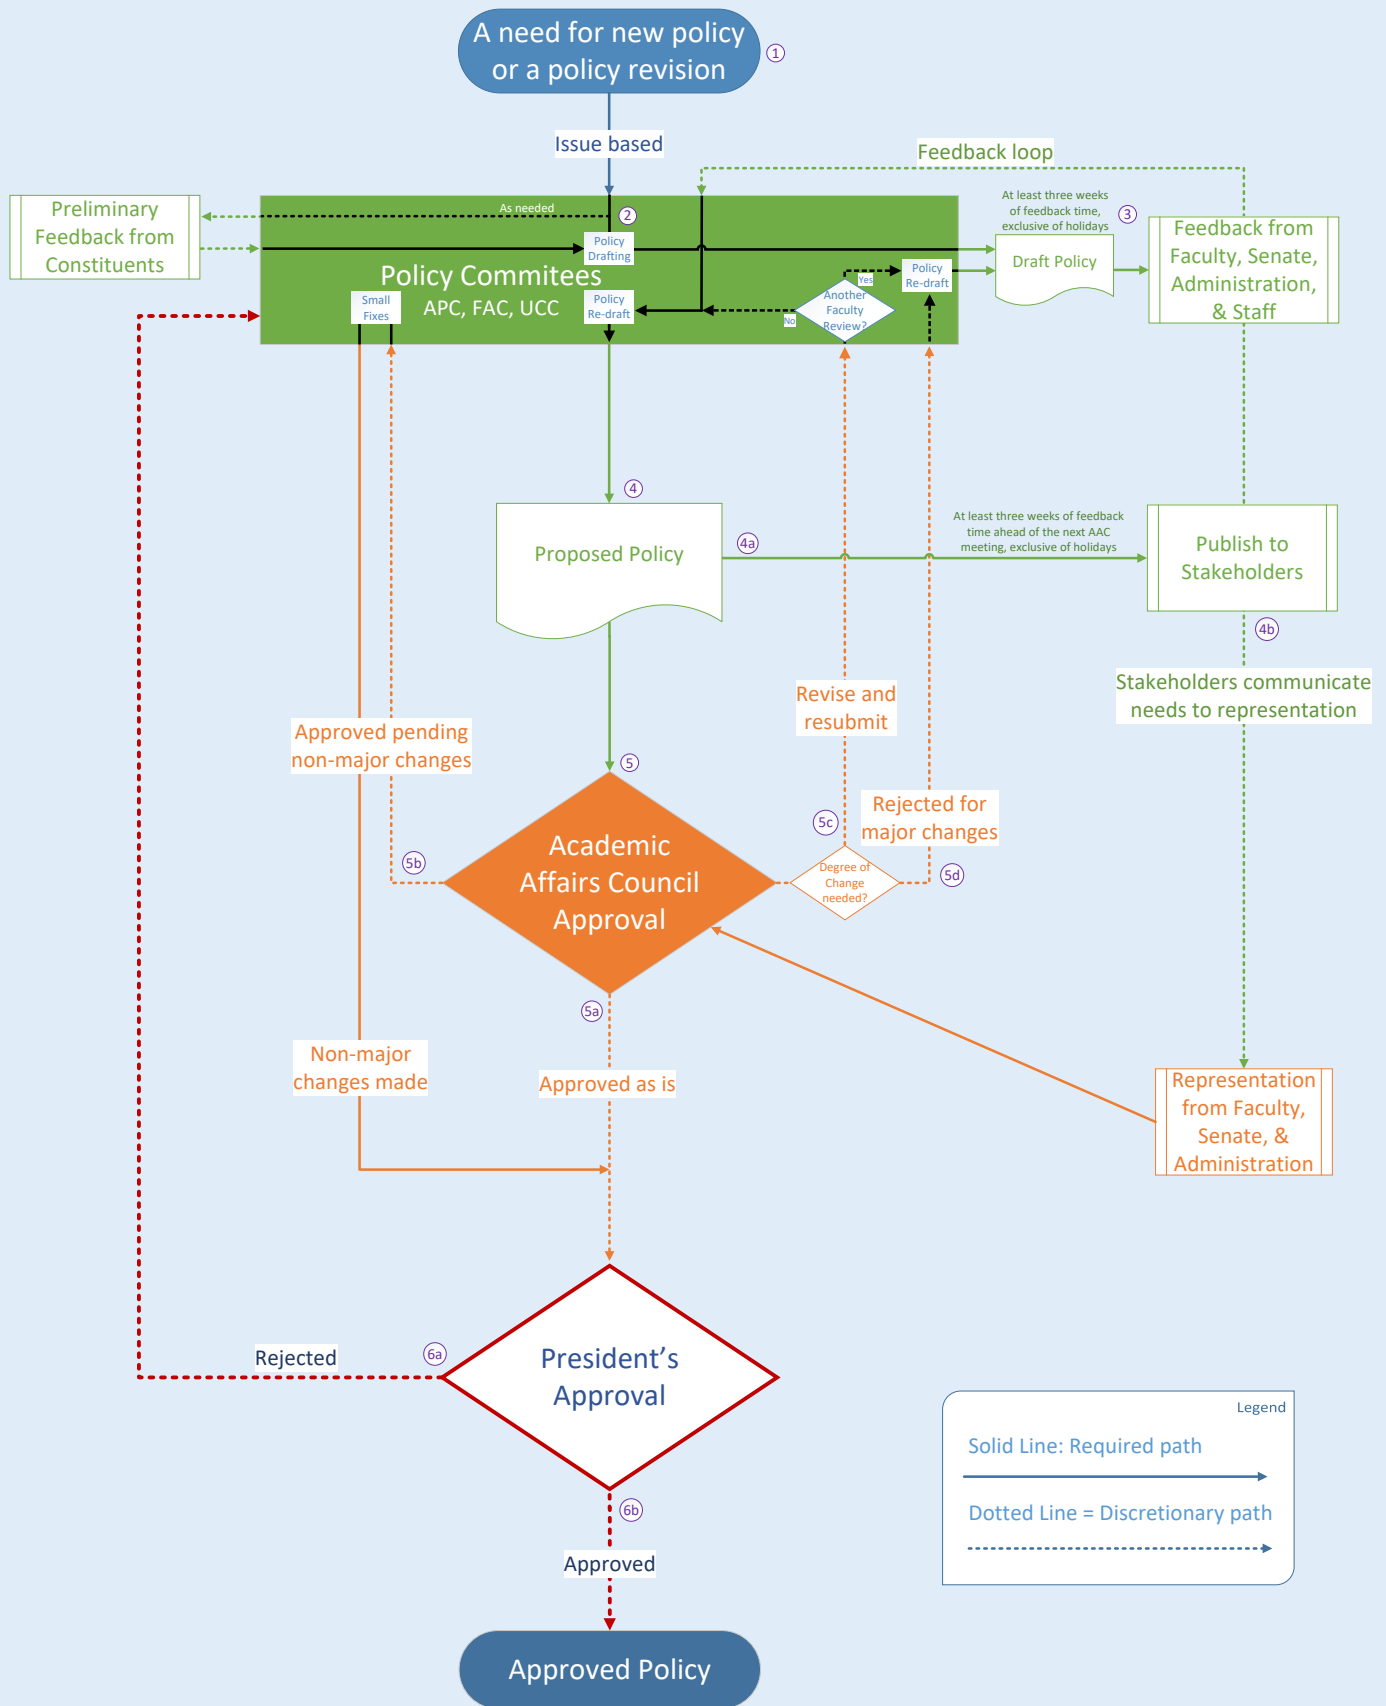 A need for new policy
or a policy revision
1
Issue based
Feedback loop
Preliminary
Feedback from
Constituents
As needed
2
Policy
Drafting
Policy Commitees
APC, FAC, UCC
Small
Fixes
Policy
Re-draft
Another
Faculty
Review?
Yes
No
Policy
Re-draft
At least three weeks
of feedback time,
exclusive of holidays
3
Draft Policy
Feedback from
Faculty, Senate,
Administration,
& Staff
4
Proposed Policy
4a
At least three weeks of feedback
time ahead of the next AAC
meeting, exclusive of holidays
Publish to
Stakeholders
4b
Stakeholders communicate
needs to representation
Revise and
resubmit
Approved pending
non-major changes
5
Rejected for
major changes
5c
Academic
Affairs Council
Approval
5b
Degree of
Change
needed?
5d
5a
Non-major
changes made
Approved as is
Representation
from Faculty,
Senate, &
Administration
President's
Approval
6a
Rejected
6b
Approved
Approved Policy
Legend
Solid Line: Required path
Dotted Line = Discretionary path